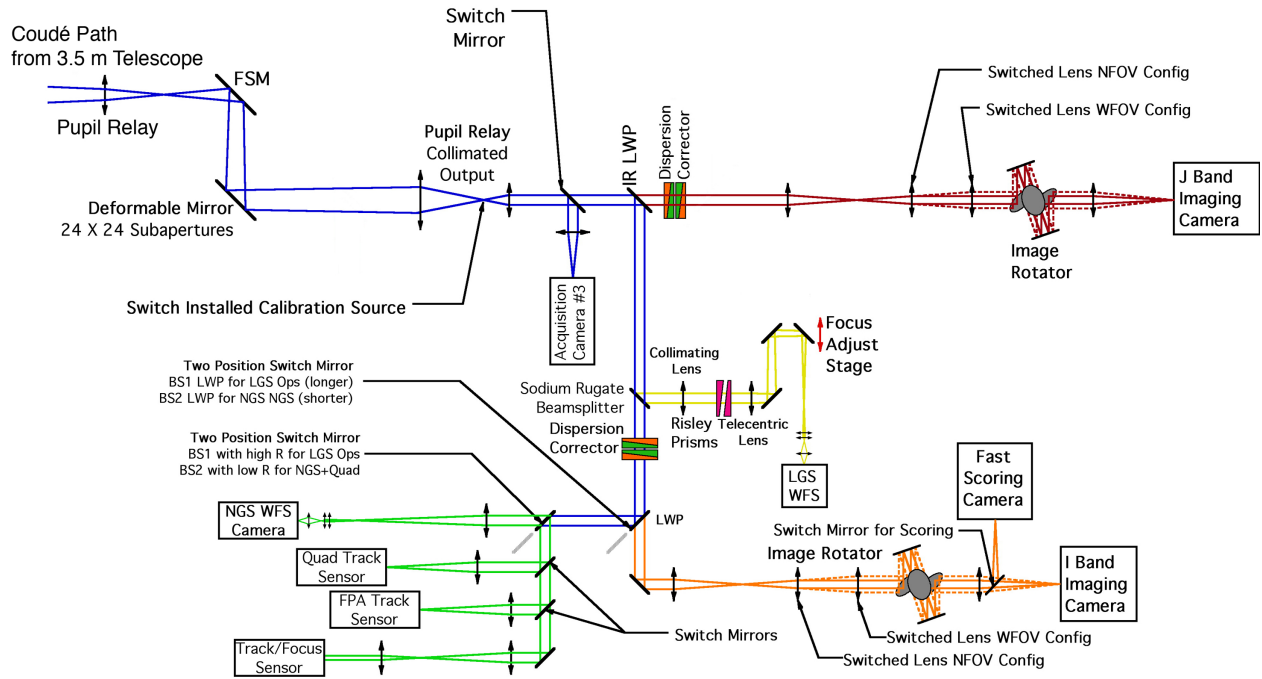 Coudé Path
from 3.5 m Telescope
Pupil Relay
FSM
Deformable Mirror
24 X 24 Subapertures
Pupil Relay
Collimated
Output
Switch
Mirror
Switch Installed Calibration Source
Acquisition
Camera #3
IR LWP
Dispersion
Corrector
Switched Lens NFOV Config
Switched Lens WFOV Config
Image
Rotator
J Band
Imaging
Camera
Two Position Switch Mirror
BS1 LWP for LGS Ops (longer)
BS2 LWP for NGS NGS (shorter)
Two Position Switch Mirror
BS1 with high R for LGS Ops
BS2 with low R for NGS+Quad
Sodium Rugate
Beamsplitter
Dispersion
Corrector
Collimating
Lens
Risley
Prisms
Telecentric
Lens
Focus
Adjust
Stage
LGS
WFS
Fast
Scoring
Camera
Switch Mirror for Scoring
Image Rotator
I Band
Imaging
Camera
Switched Lens WFOV Config
Switched Lens NFOV Config
LWP
NGS WFS
Camera
Quad Track
Sensor
FPA Track
Sensor
Track/Focus
Sensor
Switch Mirrors